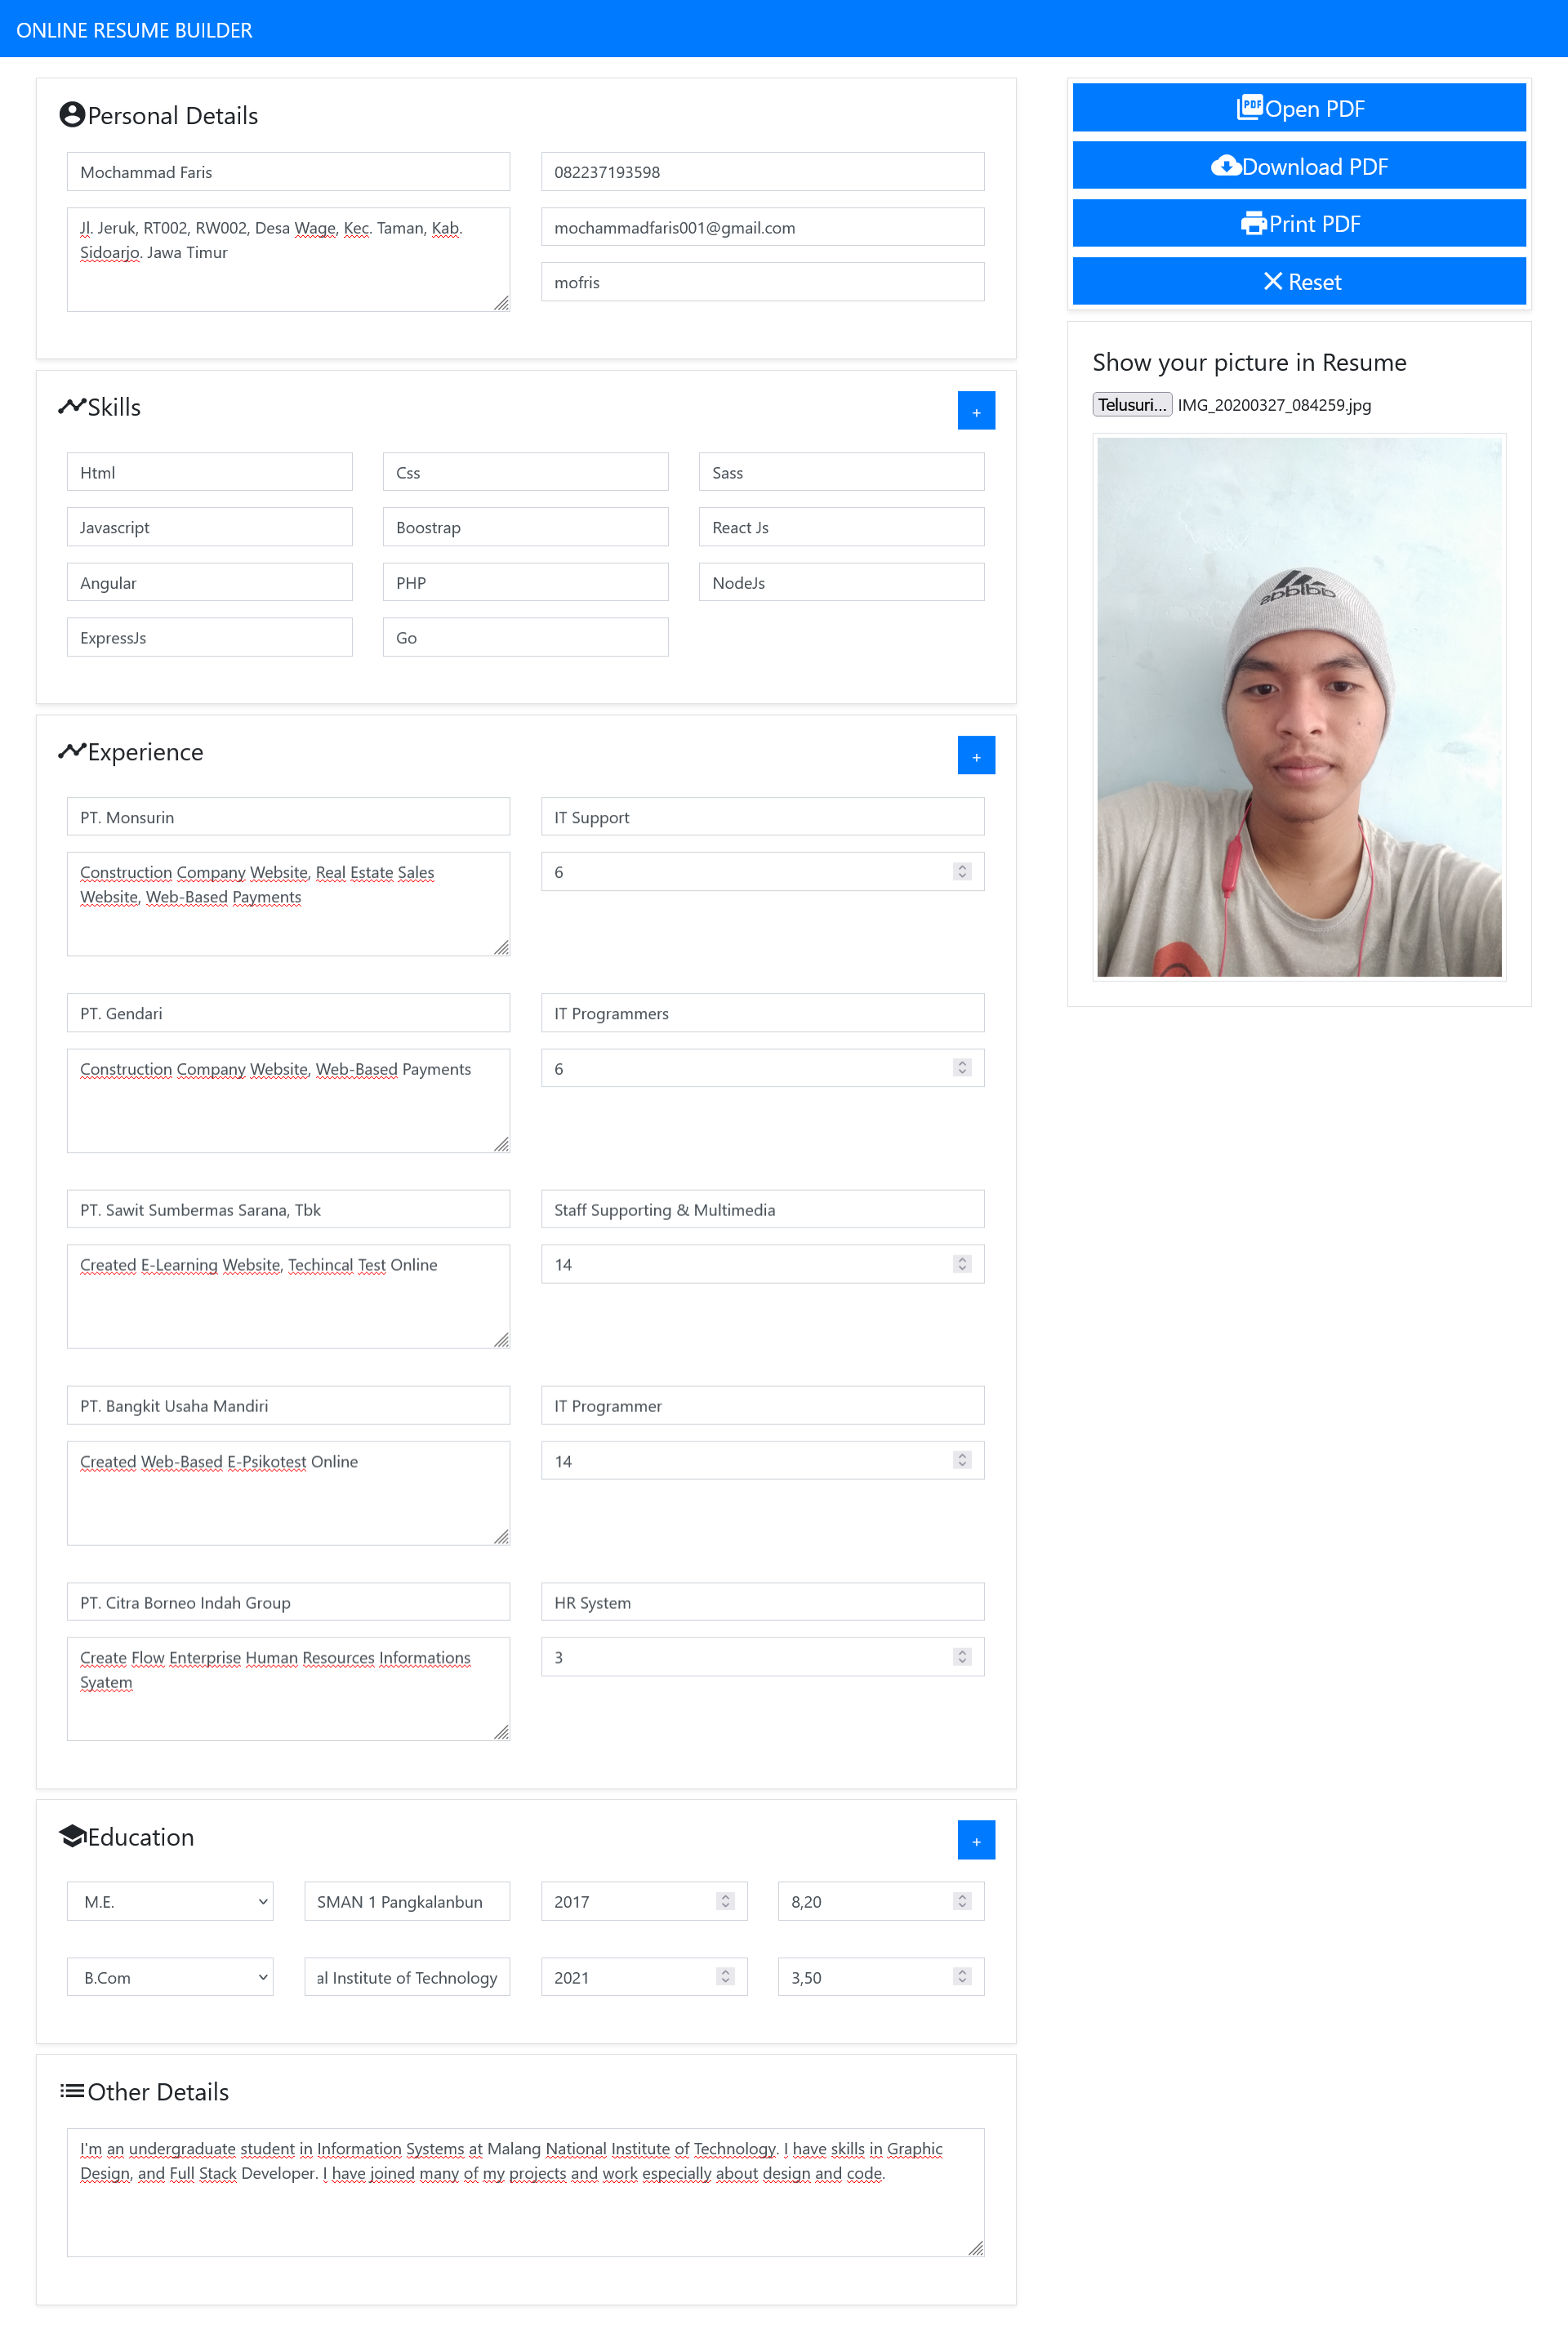 ONLINE RESUME BUILDER
Personal Details
Mochammad Faris
082237193598
Jl. Jeruk, RT002, RW002, Desa Wage, Kec. Taman, Kab.
Sidoarjo. Jawa Timur
mochammadfaris001@gmail.com
mofris
Skills
+
Html
Css
Sass
Javascript
Boostrap
React Js
Angular
PHP
NodeJs
ExpressJs
Go
Experience
+
PT. Monsurin
IT Support
Construction Company Website, Real Estate Sales
Website, Web-Based Payments
6
PT. Gendari
IT Programmers
Construction Company Website, Web-Based Payments
6
PT. Sawit Sumbermas Sarana, Tbk
Staff Supporting & Multimedia
Created E-Learning Website, Techincal Test Online
14
PT. Bangkit Usaha Mandiri
IT Programmer
Created Web-Based E-Psikotest Online
14
PT. Citra Borneo Indah Group
HR System
Create Flow Enterprise Human Resources Informations
Syatem
3
Education
+
M.E.
SMAN 1 Pangkalanbun
2017
8,20
B.Com
al Institute of Technology
2021
3,50
Other Details
I'm an undergraduate student in Information Systems at Malang National Institute of Technology. I have skills in Graphic
Design, and Full Stack Developer. I have joined many of my projects and work especially about design and code.
PDF
Open PDF
Download PDF
Print PDF
Reset
Show your picture in Resume
Telusuri...
IMG_20200327_084259.jpg
adidas